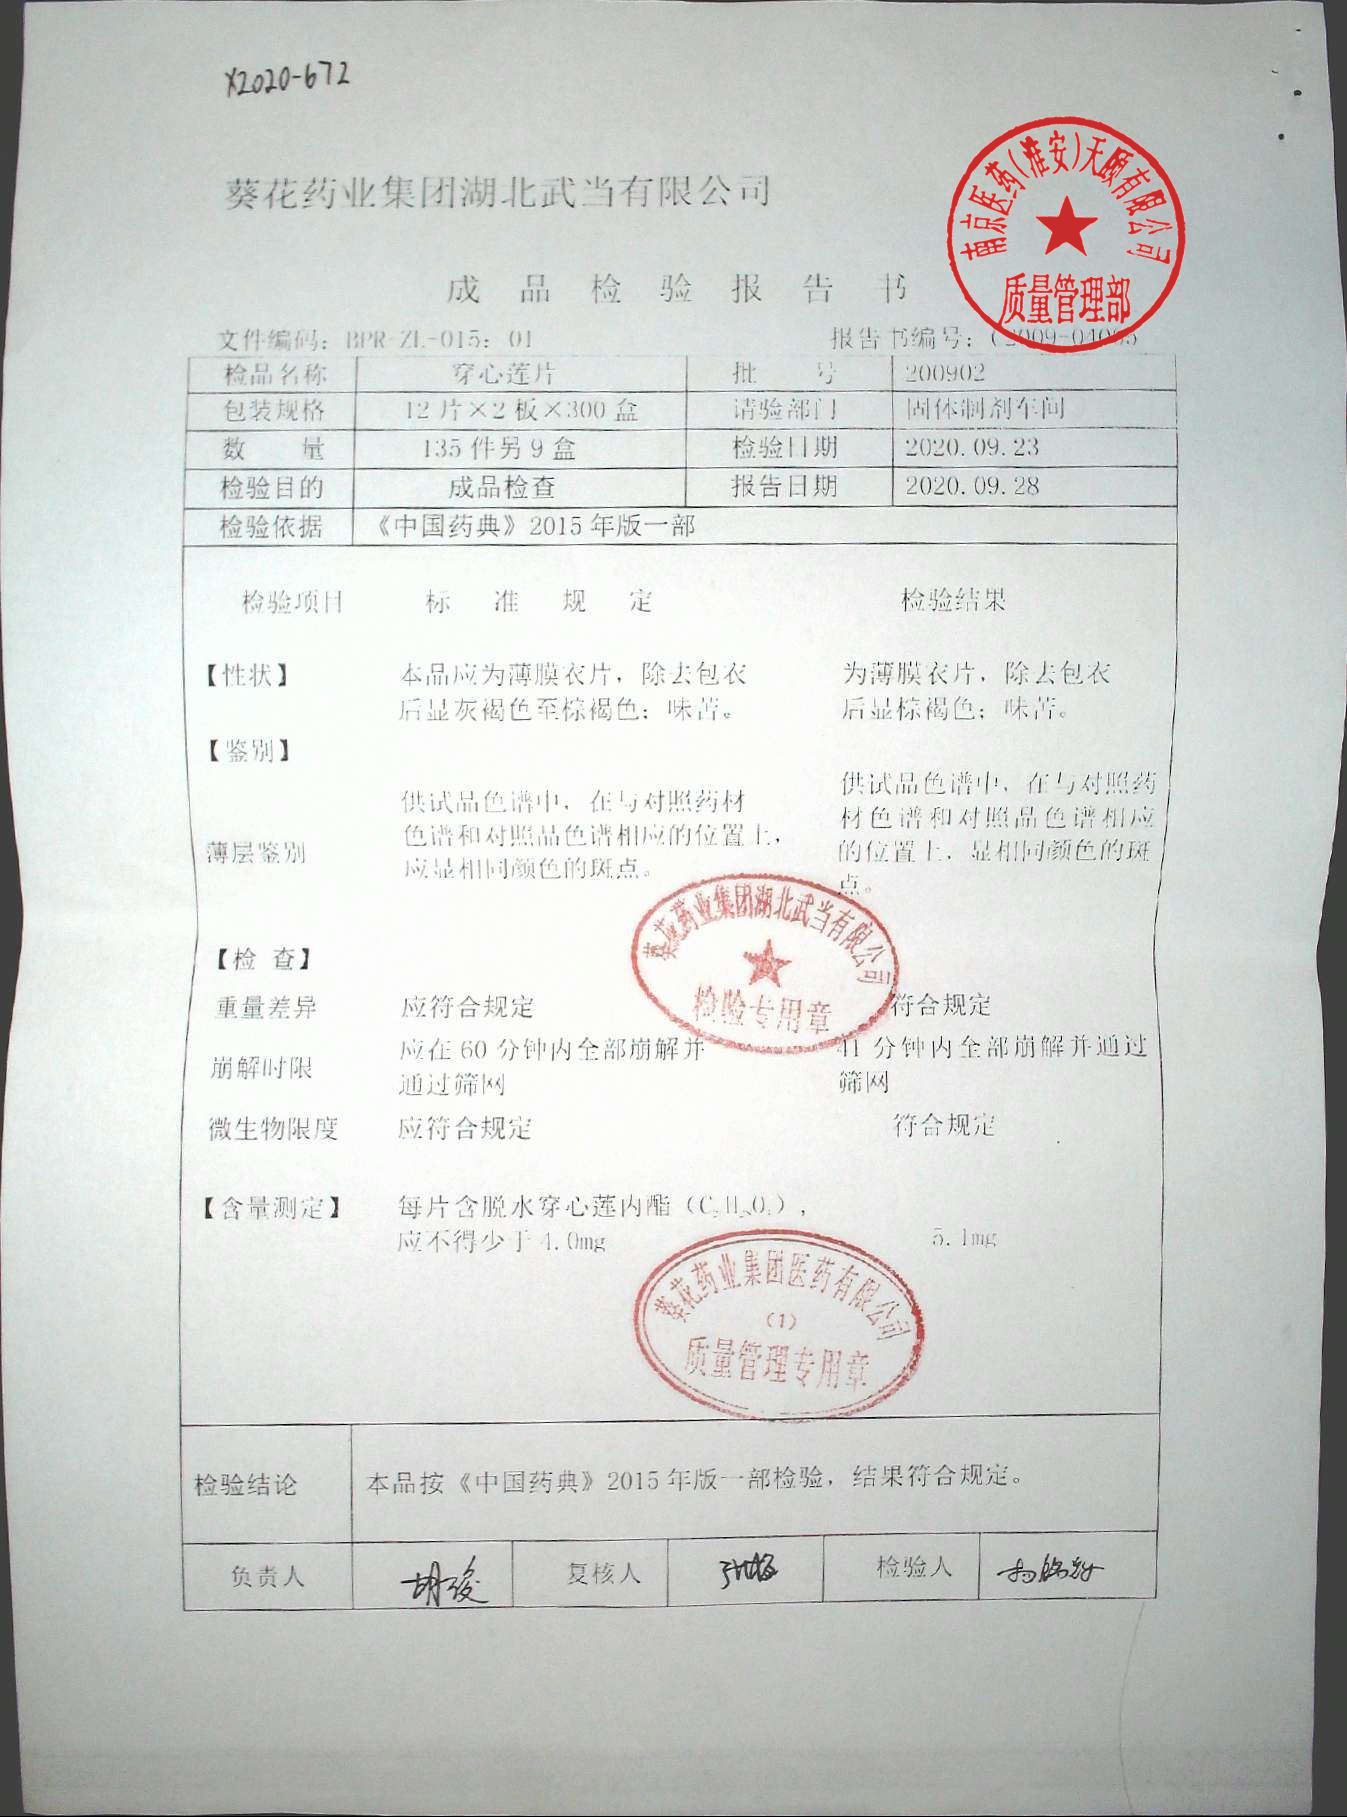 X2020-672
葵花药业集团湖北武当有限公司
南京医药(淮安)天颐有限公司
质量管理部
成品检验报告书
文件编码：BPR-ZL-015：01 报告书编号：
检品名称 穿心莲片 批 号 200902
包装规格 12片×2板×300盒 请验部门 固体制剂车间
数 量 135件另9盒 检验日期 2020.09.23
检验目的 成品检查 报告日期 2020.09.28
检验依据 《中国药典》2015年版一部
检验项目 标 准 规 定 检验结果
【性状】 本品应为薄膜衣片，除去包衣 为薄膜衣片，除去包衣
后显灰褐色至棕褐色；味苦。 后显棕褐色；味苦。
【鉴别】
薄层鉴别
供试品色谱中，在与对照药材
色谱和对照品色谱相应的位置上，
应显相同颜色的斑点。
供试品色谱中，在与对照药
材色谱和对照品色谱相应
的位置上，显相同颜色的斑
点。
葵花药业集团湖北武当有限公司
检验专用章
【检 查】
重量差异 应符合规定 符合规定
崩解时限 应在60分钟内全部崩解并 41分钟内全部崩解并通过
通过筛网 筛网
微生物限度 应符合规定 符合规定
【含量测定】 每片含脱水穿心莲内酯
应不得少于4.0mg 5.1mg
葵花药业集团医药有限公司
(1)
质量管理专用章
检验结论 本品按《中国药典》2015年版一部检验，结果符合规定。
负责人 胡俊 复核人 检验人